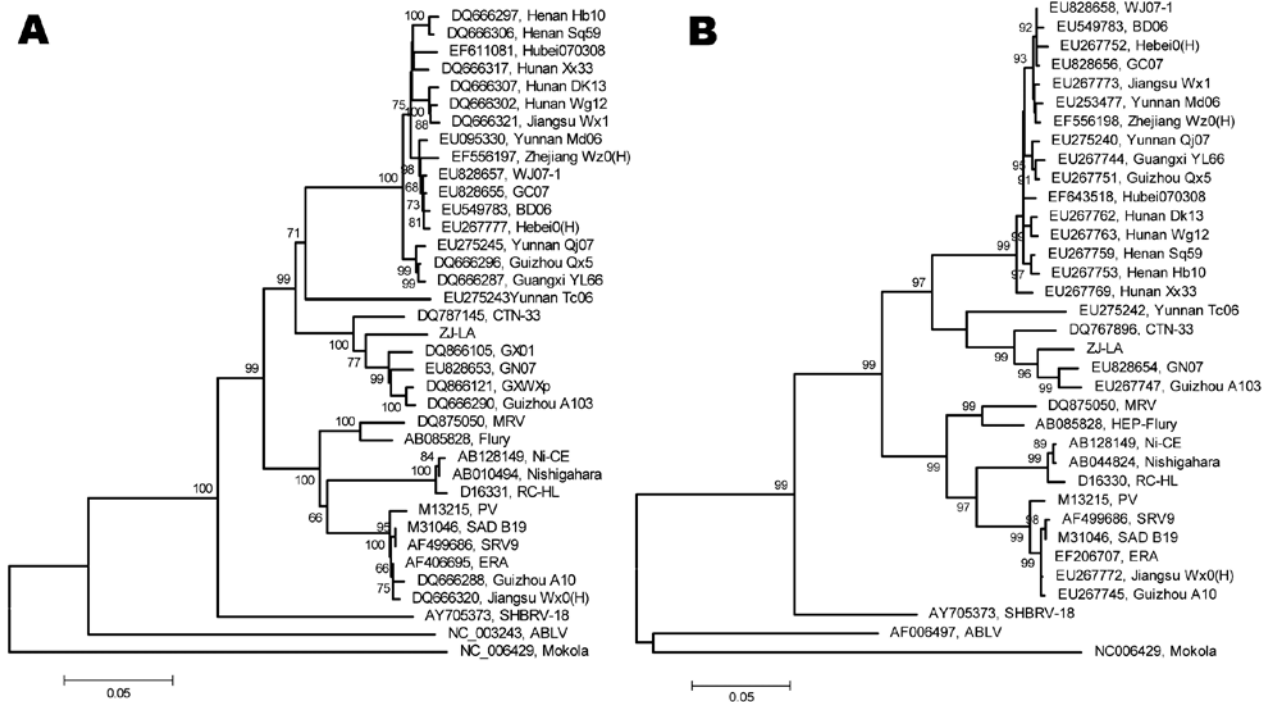 A
100
DQ666297, Henan Hb10
DQ666306, Henan Sq59
EF611081, Hubei070308
DQ666317, Hunan Xx33
DQ666307, Hunan DK13
75
100
DQ666302, Hunan Wg12
88
DQ666321, Jiangsu Wx1
EU095330, Yunnan Md06
EF556197, Zhejiang Wz0(H)
98
100
EU828657, WJ07-1
68
EU828655, GC07
73
EU549783, BD06
81
EU267777, Hebei0(H)
71
EU275245, Yunnan Qj07
99
DQ666296, Guizhou Qx5
99
DQ666287, Guangxi YL66
99
EU275243Yunnan Tc06
DQ787145, CTN-33
100
ZJ-LA
77
DQ866105, GX01
99
99
EU828653, GN07
DQ866121, GXWXp
100
DQ666290, Guizhou A103
100
DQ875050, MRV
AB085828, Flury
84
AB128149, Ni-CE
100
100
AB010494, Nishigahara
100
D16331, RC-HL
66
M13215, PV
95
M31046, SAD B19
100
AF499686, SRV9
66
AF406695, ERA
75
DQ666288, Guizhou A10
DQ666320, Jiangsu Wx0(H)
AY705373, SHBRV-18
NC_003243, ABLV
NC_006429, Mokola
0.05
B
EU828658, WJ07-1
92
EU549783, BD06
EU267752, Hebei0(H)
93
EU828656, GC07
EU267773, Jiangsu Wx1
EU253477, Yunnan Md06
EF556198, Zhejiang Wz0(H)
EU275240, Yunnan Qj07
95
EU267744, Guangxi YL66
91
EU267751, Guizhou Qx5
EF643518, Hubei070308
EU267762, Hunan Dk13
99
99
EU267763, Hunan Wg12
EU267759, Henan Sq59
97
97
EU267753, Henan Hb10
EU267769, Hunan Xx33
EU275242, Yunnan Tc06
DQ767896, CTN-33
99
99
ZJ-LA
96
EU828654, GN07
99
EU267747, Guizhou A103
99
DQ875050, MRV
AB085828, HEP-Flury
89
AB128149, Ni-CE
99
99
AB044824, Nishigahara
D16330, RC-HL
99
97
M13215, PV
98
AF499686, SRV9
99
M31046, SAD B19
99
EF206707, ERA
EU267772, Jiangsu Wx0(H)
EU267745, Guizhou A10
AY705373, SHBRV-18
AF006497, ABLV
NC006429, Mokola
0.05